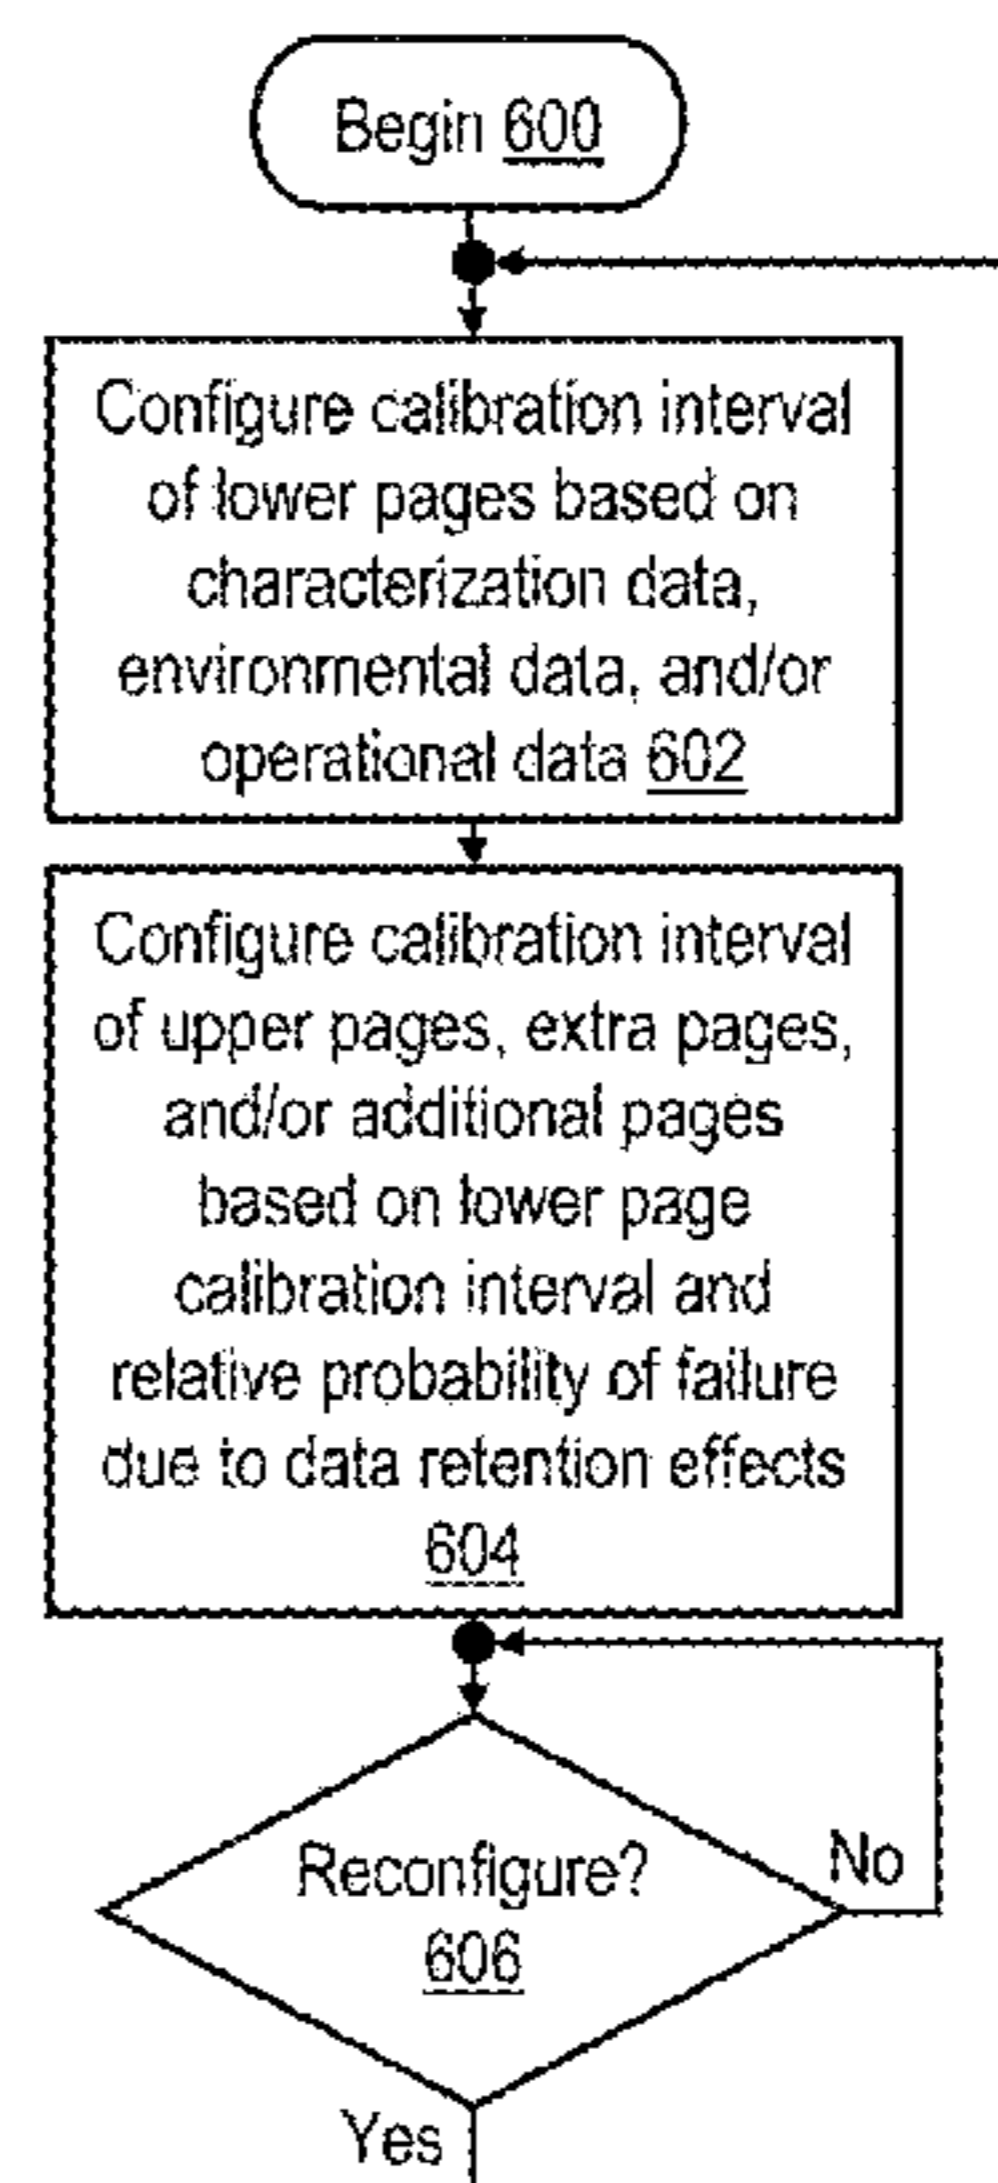 Begin 600
Configure calibration interval
of lower pages based on
characterization data,
environmental data, and/or
operational data 602
Configure calibration interval
of upper pages, extra pages,
and/or additional pages
based on lower page
calibration interval and
relative probability of failure
due to data retention effects
604
Reconfigure?
606
No
Yes